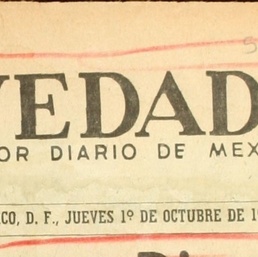 VEDAD
OR DIARIO DE MEX
CO, D. F., JUEVES 1º DE OCTUBRE DE 1